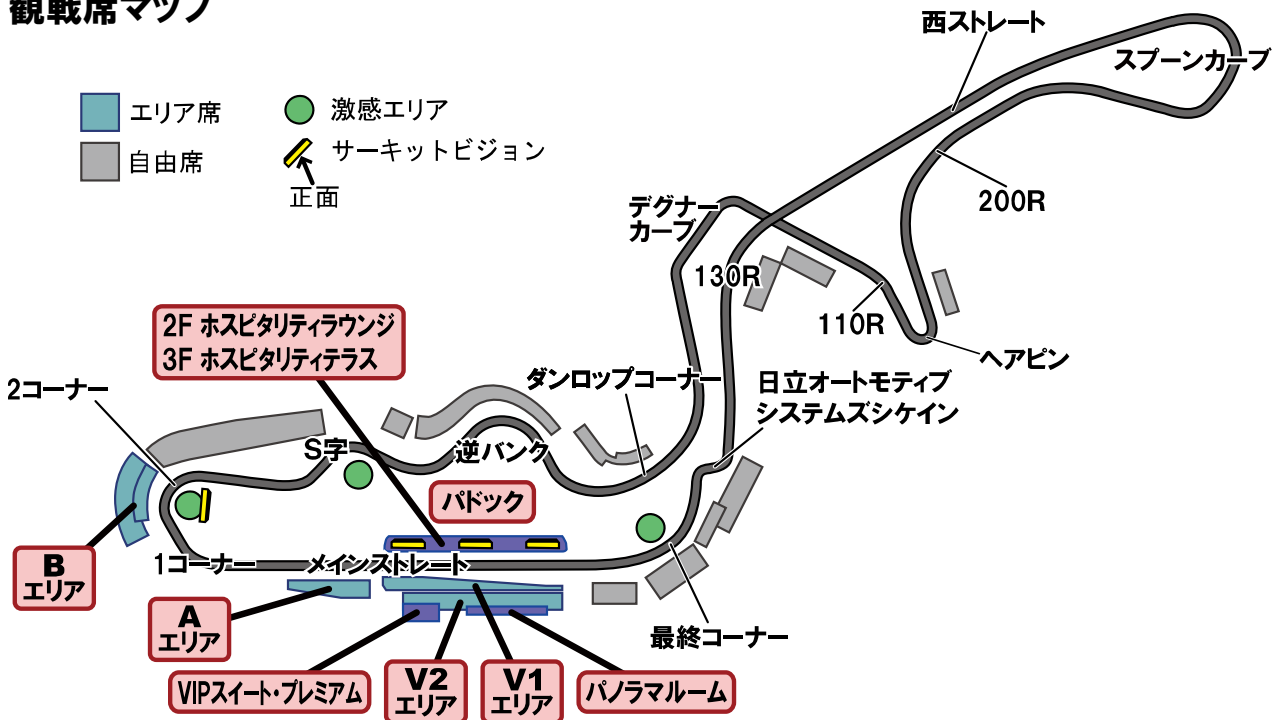 観戦席マップ
西ストレート
スプーンカーブ
エリア席
激感エリア
自由席
サーキットビジョン
正面
200R
デグナー
カーブ
130R
110R
ヘアピン
2F ホスピタリティラウンジ
3F ホスピタリティテラス
2コーナー
ダンロップコーナー
日立オートモティブ
システムズシケイン
S字
逆バンク
パドック
1コーナー
メインストレート
B
エリア
A
エリア
最終コーナー
VIPスイート・プレミアム
V2
エリア
V1
エリア
パノラマルーム